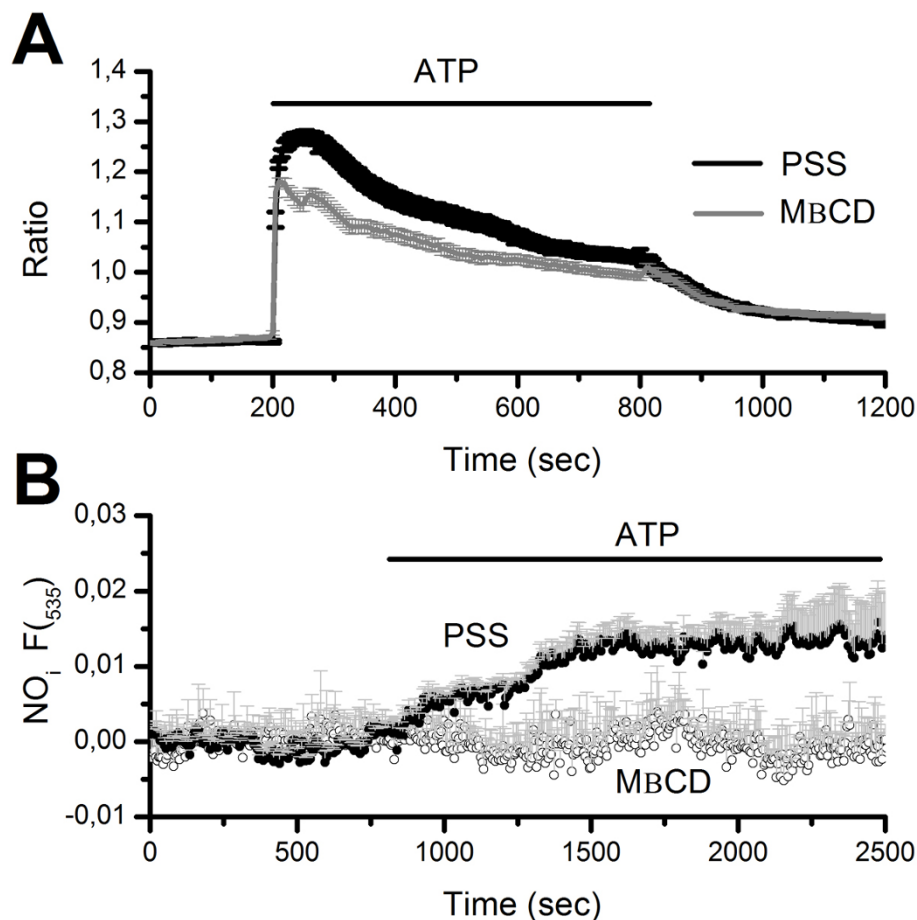 A
ATP
1,4
1,3
1,2
1,1
1,0
0,9
0,8
Ratio
PSS
MBCD
0 200 400 600 800 1000 1200
Time (sec)
B
ATP
0,03
0,02
0,01
0,00
-0,01
NOi F(535)
PSS
MBCD
0 500 1000 1500 2000 2500
Time (sec)